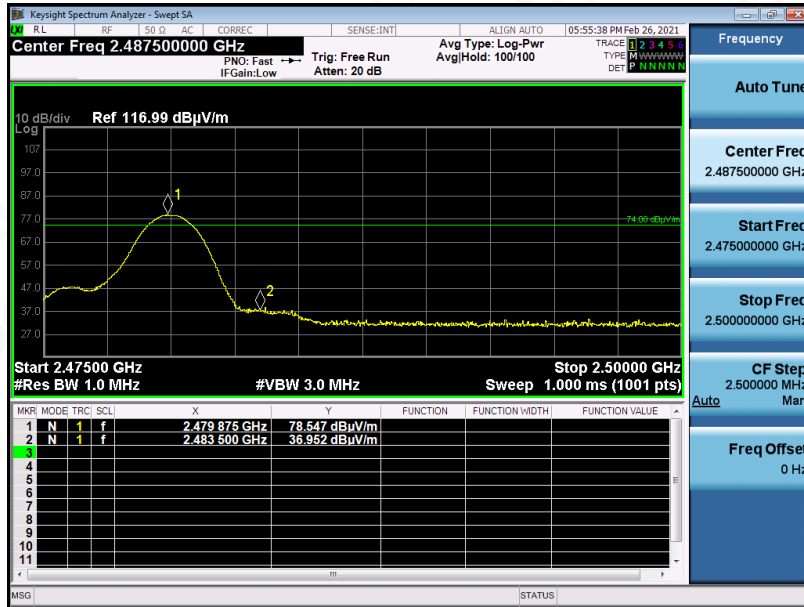 Keysight Spectrum Analyzer - Swept SA
LXI RL RF 50 Ω AC CORREC SENSE:INT ALIGN AUTO 05:55:38 PM Feb 26, 2021
Center Freq 2.487500000 GHz
PNO: Fast
IFGain:Low
Trig: Free Run
Atten: 20 dB
Avg Type: Log-Pwr
Avg|Hold: 100/100
TRACE 1 2 3 4 5 6
TYPE M W W W W W
DET P N N N N N
10 dB/div Ref 116.99 dBµV/m
Log
107
97.0
87.0
77.0
67.0
57.0
47.0
37.0
27.0
1
2
74.00 dBµV/m
Start 2.47500 GHz Stop 2.50000 GHz
#Res BW 1.0 MHz #VBW 3.0 MHz Sweep 1.000 ms (1001 pts)
MKR MODE TRC SCL X Y FUNCTION FUNCTION WIDTH FUNCTION VALUE
1 N 1 f 2.479 875 GHz 78.547 dBµV/m
2 N 1 f 2.483 500 GHz 36.952 dBµV/m
3
4
5
6
7
8
9
10
11
MSG STATUS
Frequency
Auto Tune
Center Freq
2.487500000 GHz
Start Freq
2.475000000 GHz
Stop Freq
2.500000000 GHz
CF Step
2.500000 MHz
Auto Man
Freq Offset
0 Hz